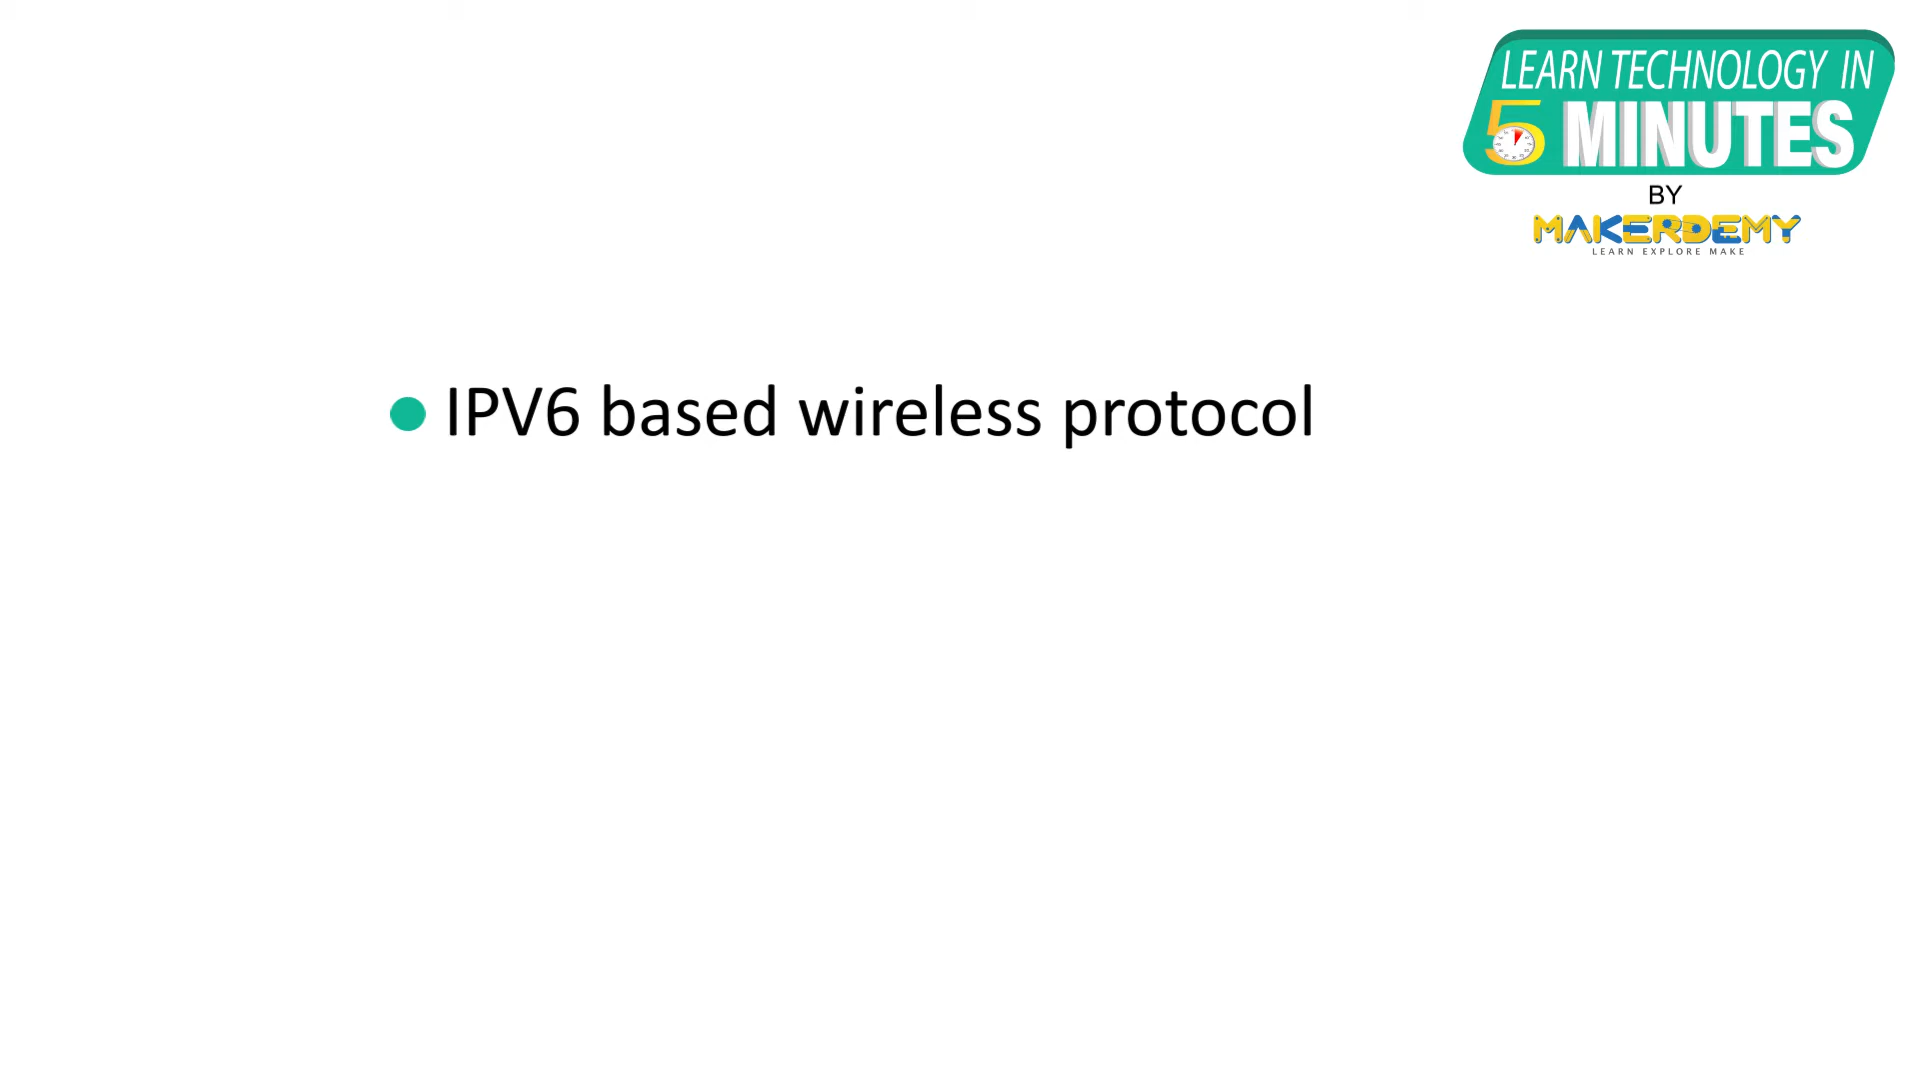 LEARN TECHNOLOGY IN
5 MINUTES
BY
MAKERDEMY
LEARN EXPLORE MAKE
IPV6 based wireless protocol